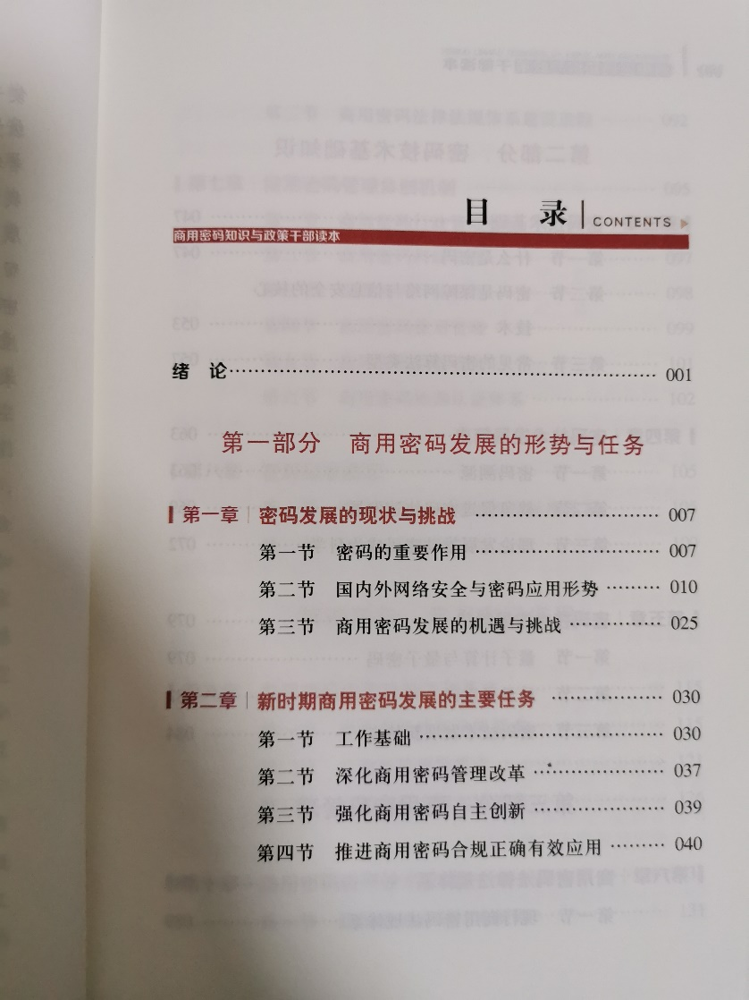 目 录 | CONTENTS
商用密码知识与政策干部读本
绪 论 001
第一部分 商用密码发展的形势与任务
第一章 密码发展的现状与挑战 007
第一节 密码的重要作用 007
第二节 国内外网络安全与密码应用形势 010
第三节 商用密码发展的机遇与挑战 025
第二章 新时期商用密码发展的主要任务 030
第一节 工作基础 030
第二节 深化商用密码管理改革 037
第三节 强化商用密码自主创新 039
第四节 推进商用密码合规正确有效应用 040